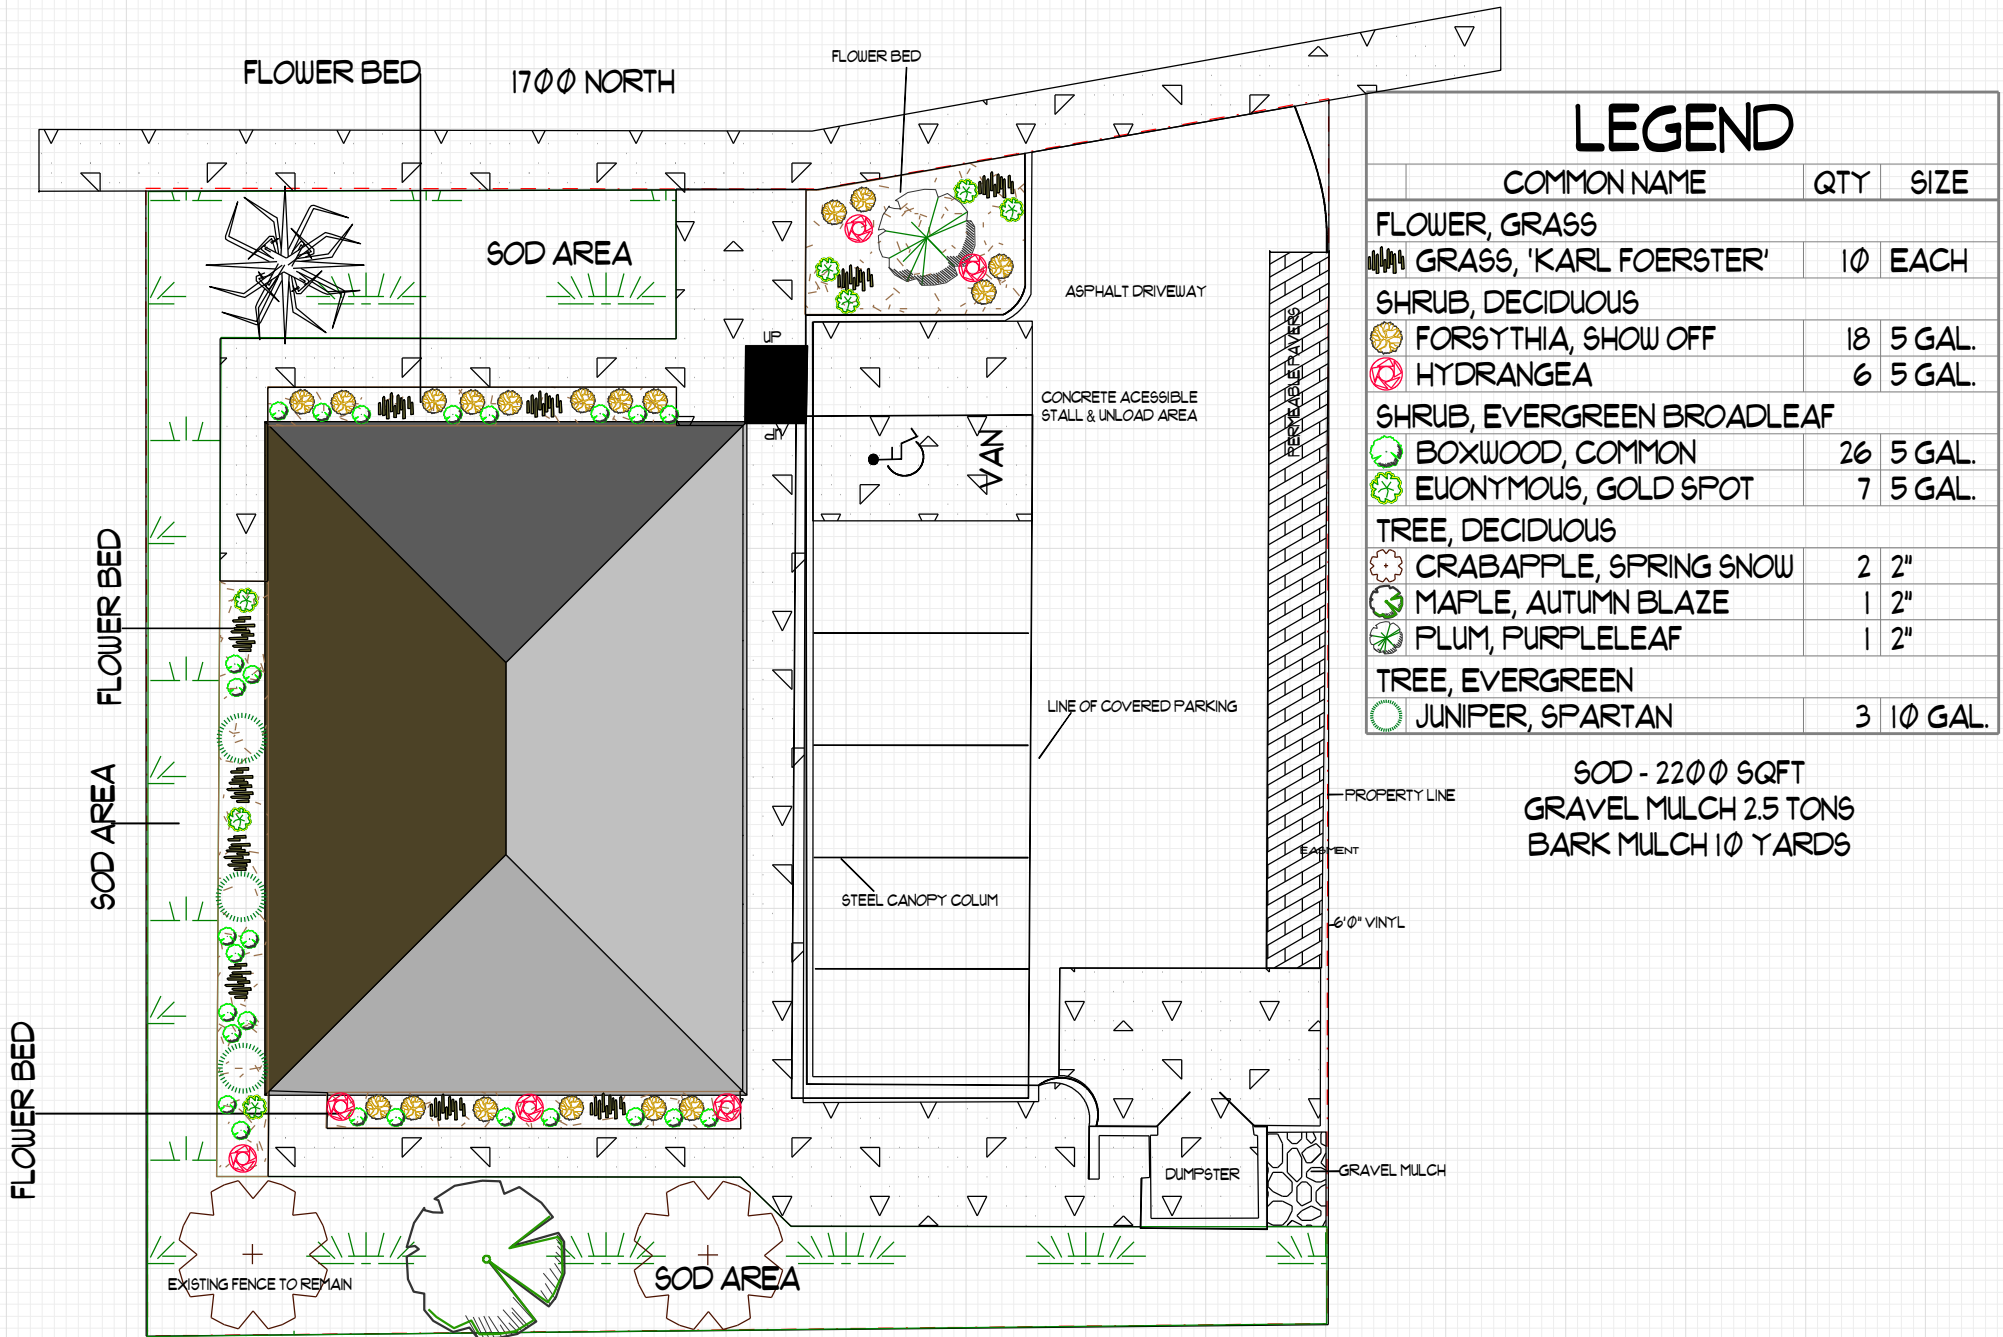 FLOWER BED
1700 NORTH
FLOWER BED
SOD AREA
ASPHALT DRIVEWAY
UP
dn
CONCRETE ACESSIBLE
STALL & UNLOAD AREA
VAN
PERMEABLE PAVERS
FLOWER BED
SOD AREA
FLOWER BED
LINE OF COVERED PARKING
STEEL CANOPY COLUM
PROPERTY LINE
EASMENT
6'0" VINYL
DUMPSTER
GRAVEL MULCH
EXISTING FENCE TO REMAIN
SOD AREA
LEGEND
COMMON NAME QTY SIZE
FLOWER, GRASS
GRASS, 'KARL FOERSTER' 10 EACH
SHRUB, DECIDUOUS
FORSYTHIA, SHOW OFF 18 5 GAL.
HYDRANGEA 6 5 GAL.
SHRUB, EVERGREEN BROADLEAF
BOXWOOD, COMMON 26 5 GAL.
EUONYMOUS, GOLD SPOT 7 5 GAL.
TREE, DECIDUOUS
CRABAPPLE, SPRING SNOW 2 2"
MAPLE, AUTUMN BLAZE 1 2"
PLUM, PURPLELEAF 1 2"
TREE, EVERGREEN
JUNIPER, SPARTAN 3 10 GAL.
SOD - 2200 SQFT
GRAVEL MULCH 2.5 TONS
BARK MULCH 10 YARDS